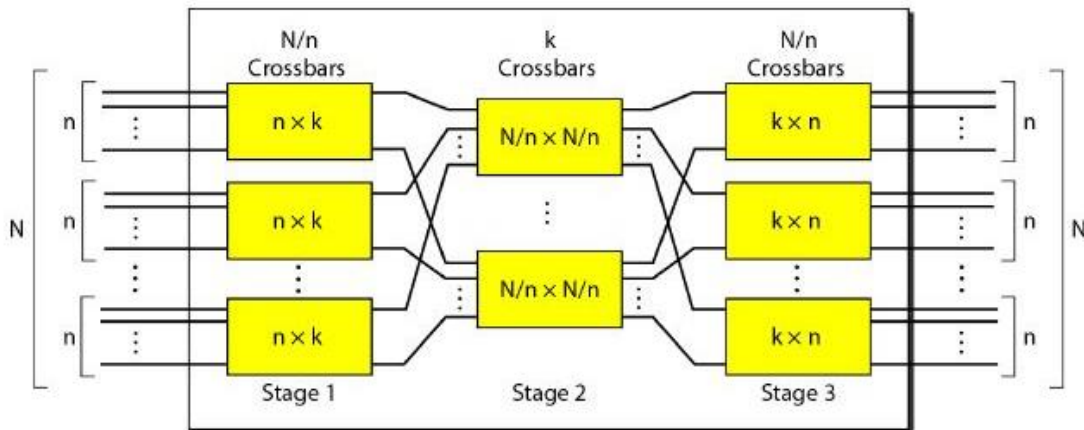 N/n
Crossbars
k
Crossbars
N/n
Crossbars
N
n
n × k
N/n × N/n
k × n
n
N
n
n × k
k × n
n
N/n × N/n
n
n × k
k × n
n
Stage 1
Stage 2
Stage 3